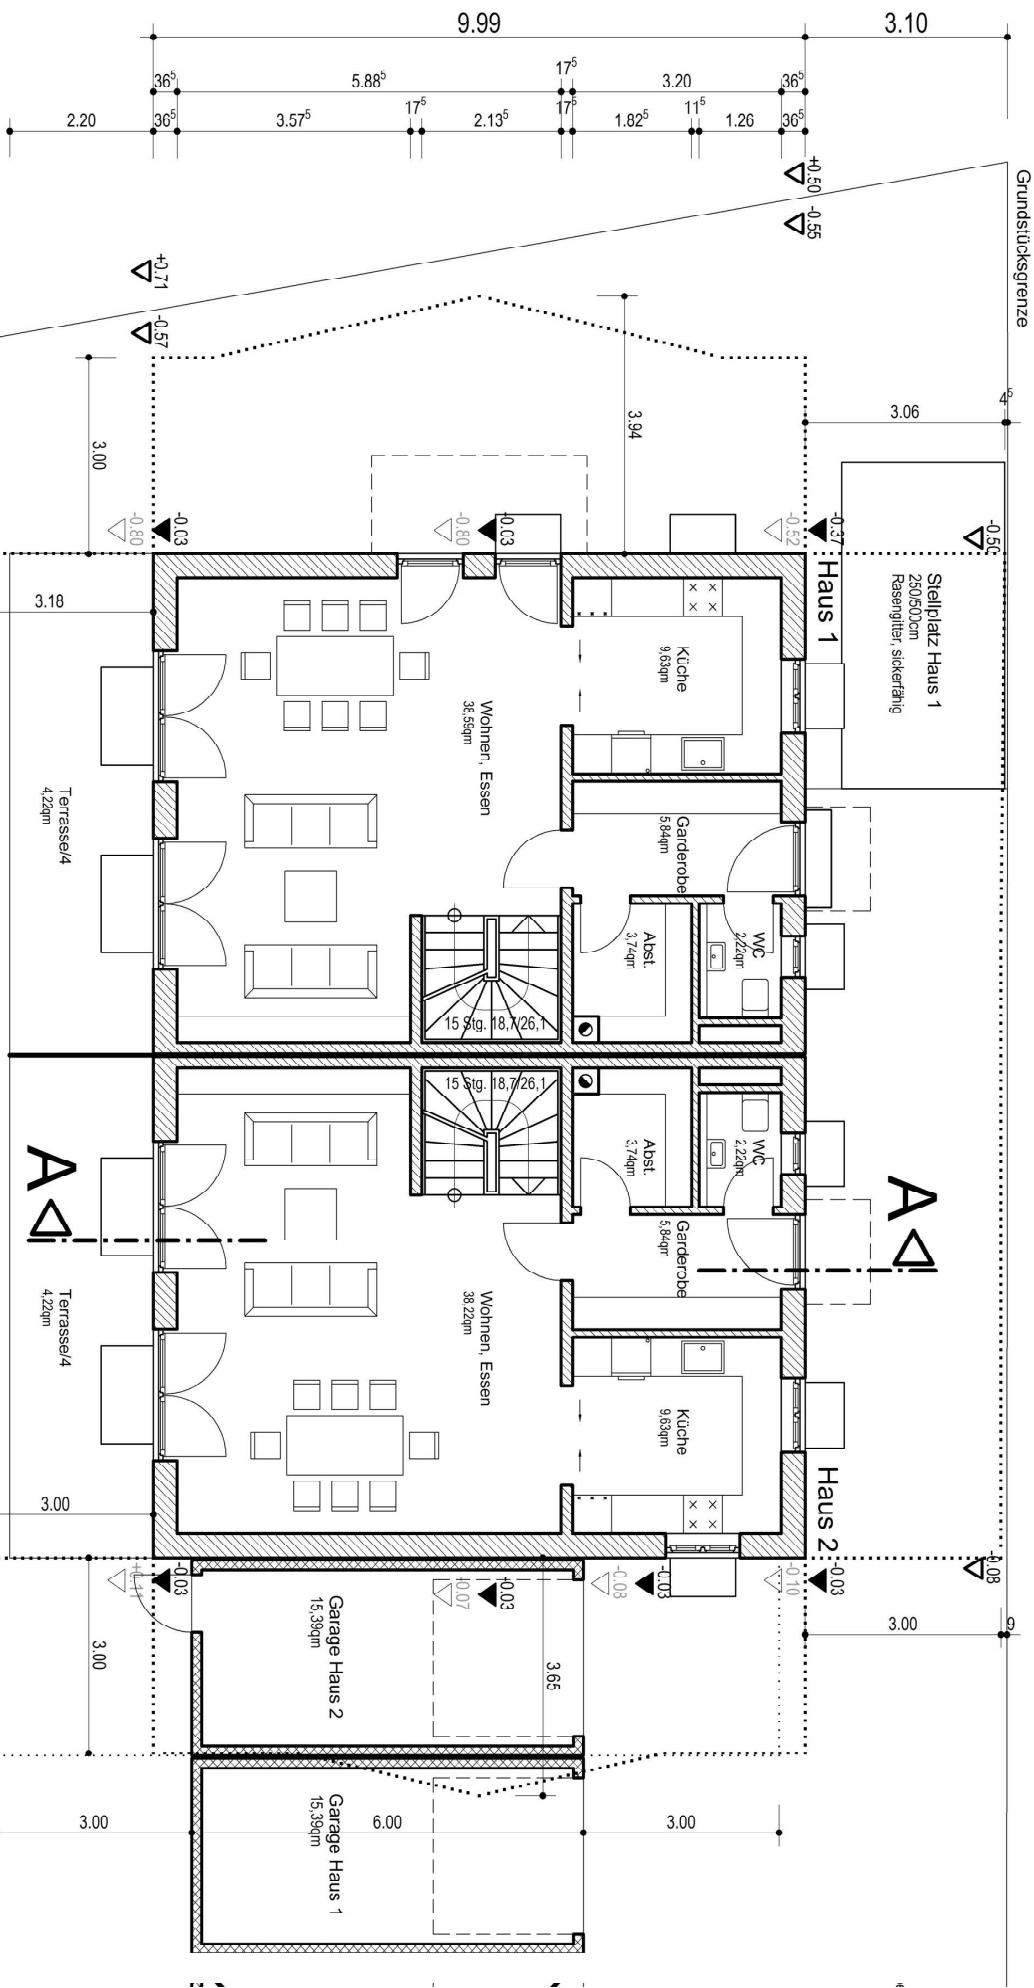 9.99
3.10
36⁵
5.88⁵
17⁵
3.20
36⁵
2.20
36⁵
3.57⁵
17⁵
2.13⁵
17⁵
1.82⁵
11⁵
1.26
36⁵
+0.50
-0.55
Grundstücksgrenze
+0.71
-0.57
3.00
3.94
3.06
4⁵
-0.80
-0.03
-0.80
-0.03
-0.52
-0.37
-0.50
Haus 1
Stellplatz Haus 1
250/500cm
Rasengitter, sickerfähig
3.18
Küche
9,63qm
Wohnen, Essen
38,59qm
Terrasse/4
4,22qm
Garderobe
5,84qm
Abst.
3,74qm
WC
2,22qm
15 Stg. 18,7/26,1
15 Stg. 18,7/26,1
Abst.
3,74qm
WC
2,22qm
A
A
Garderobe
5,84qm
Terrasse/4
4,22qm
Wohnen, Essen
38,22qm
Küche
9,63qm
Haus 2
3.00
-0.03
-0.07
-0.03
-0.08
-0.03
-0.10
-0.03
-0.08
3.00
9
3.00
Garage Haus 2
15,39qm
3.65
3.00
6.00
3.00
Garage Haus 1
15,39qm